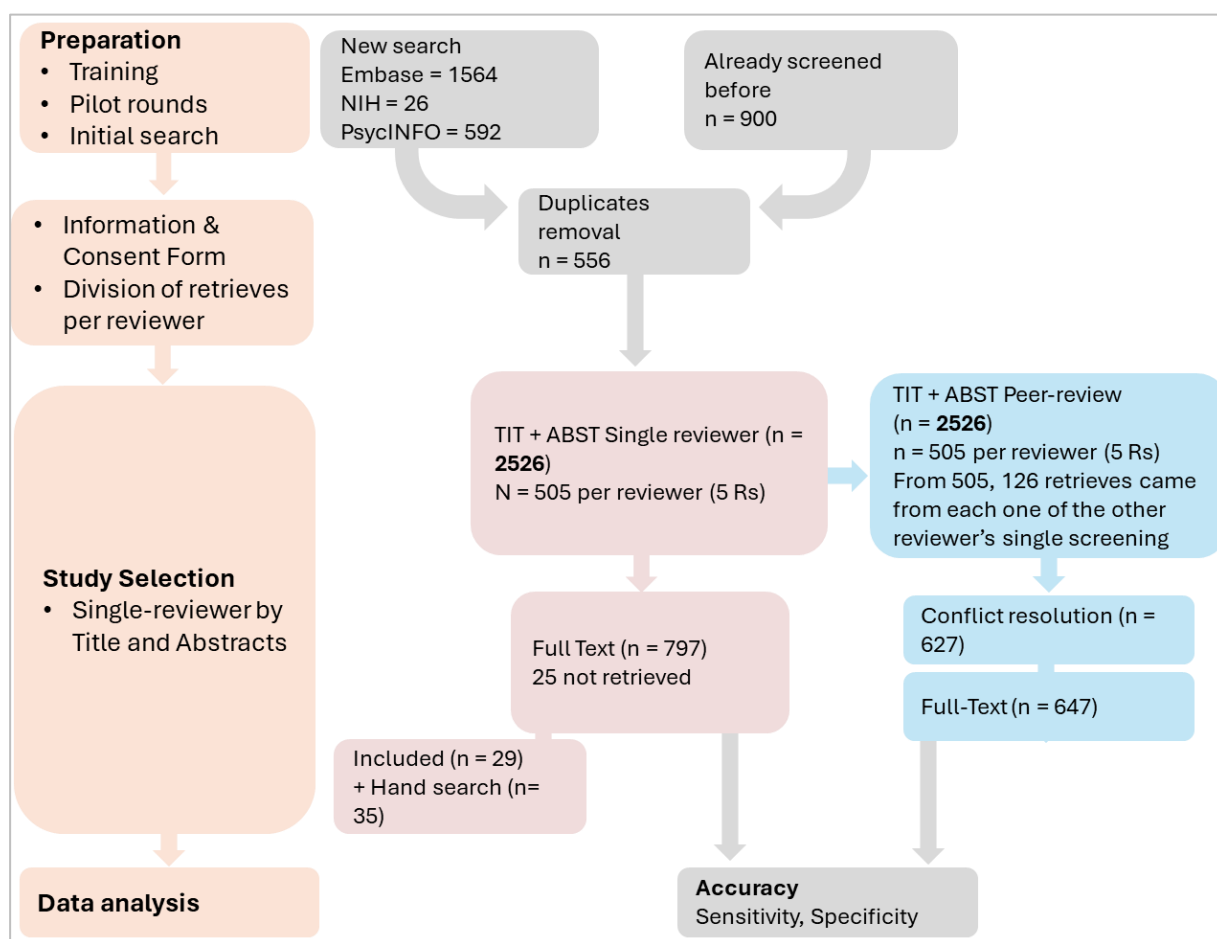 Preparation
• Training
• Pilot rounds
• Initial search
New search
Embase = 1564
NIH = 26
PsycINFO = 592
Already screened
before
n = 900
• Information &
Consent Form
• Division of retrieves
per reviewer
Duplicates
removal
n = 556
Study Selection
• Single-reviewer by
Title and Abstracts
TIT + ABST Single reviewer (n =
2526)
N = 505 per reviewer (5 Rs)
TIT + ABST Peer-review
(n = 2526)
n = 505 per reviewer (5 Rs)
From 505, 126 retrieves came
from each one of the other
reviewer’s single screening
Full Text (n = 797)
25 not retrieved
Conflict resolution (n =
627)
Full-Text (n = 647)
Included (n = 29)
+ Hand search (n=
35)
Data analysis
Accuracy
Sensitivity, Specificity